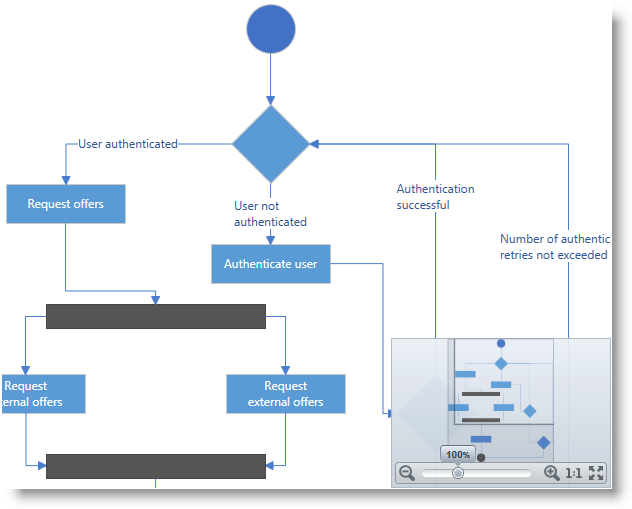 User authenticated
Request offers
User not
authenticated
Authentication
successful
Number of authentic
retries not exceeded
Authenticate user
Request
ernal offers
Request
external offers
100%
1:1